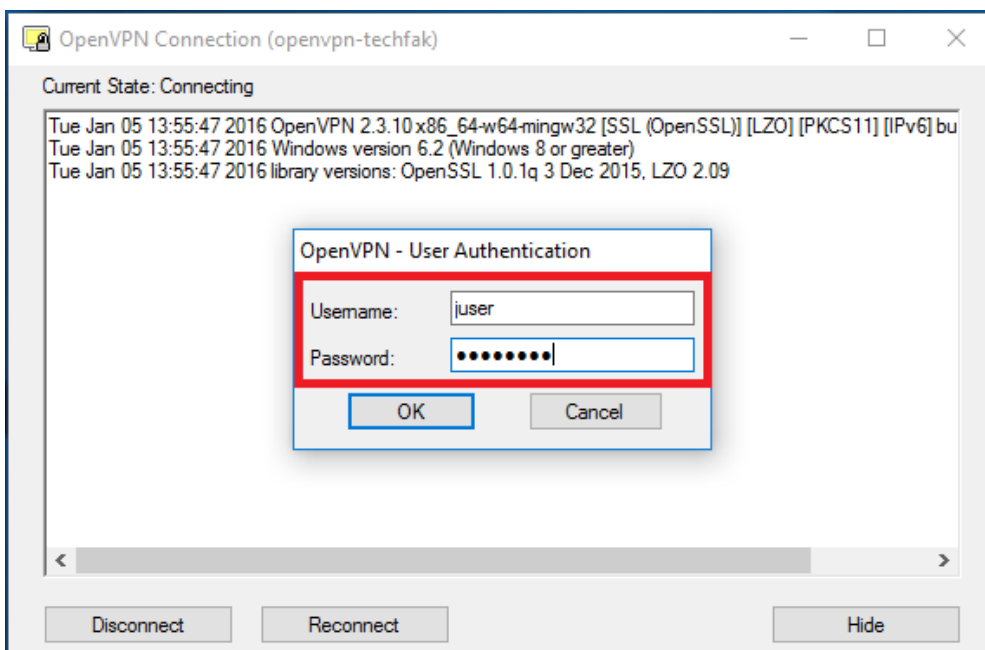 OpenVPN Connection (openvpn-techfak)
Current State: Connecting
Tue Jan 05 13:55:47 2016 OpenVPN 2.3.10 x86_64-w64-mingw32 [SSL (OpenSSL)] [LZO] [PKCS11] [IPv6] bu
Tue Jan 05 13:55:47 2016 Windows version 6.2 (Windows 8 or greater)
Tue Jan 05 13:55:47 2016 library versions: OpenSSL 1.0.1q 3 Dec 2015, LZO 2.09
OpenVPN - User Authentication
Username: juser
Password: ●●●●●●●●
OK Cancel
Disconnect Reconnect Hide